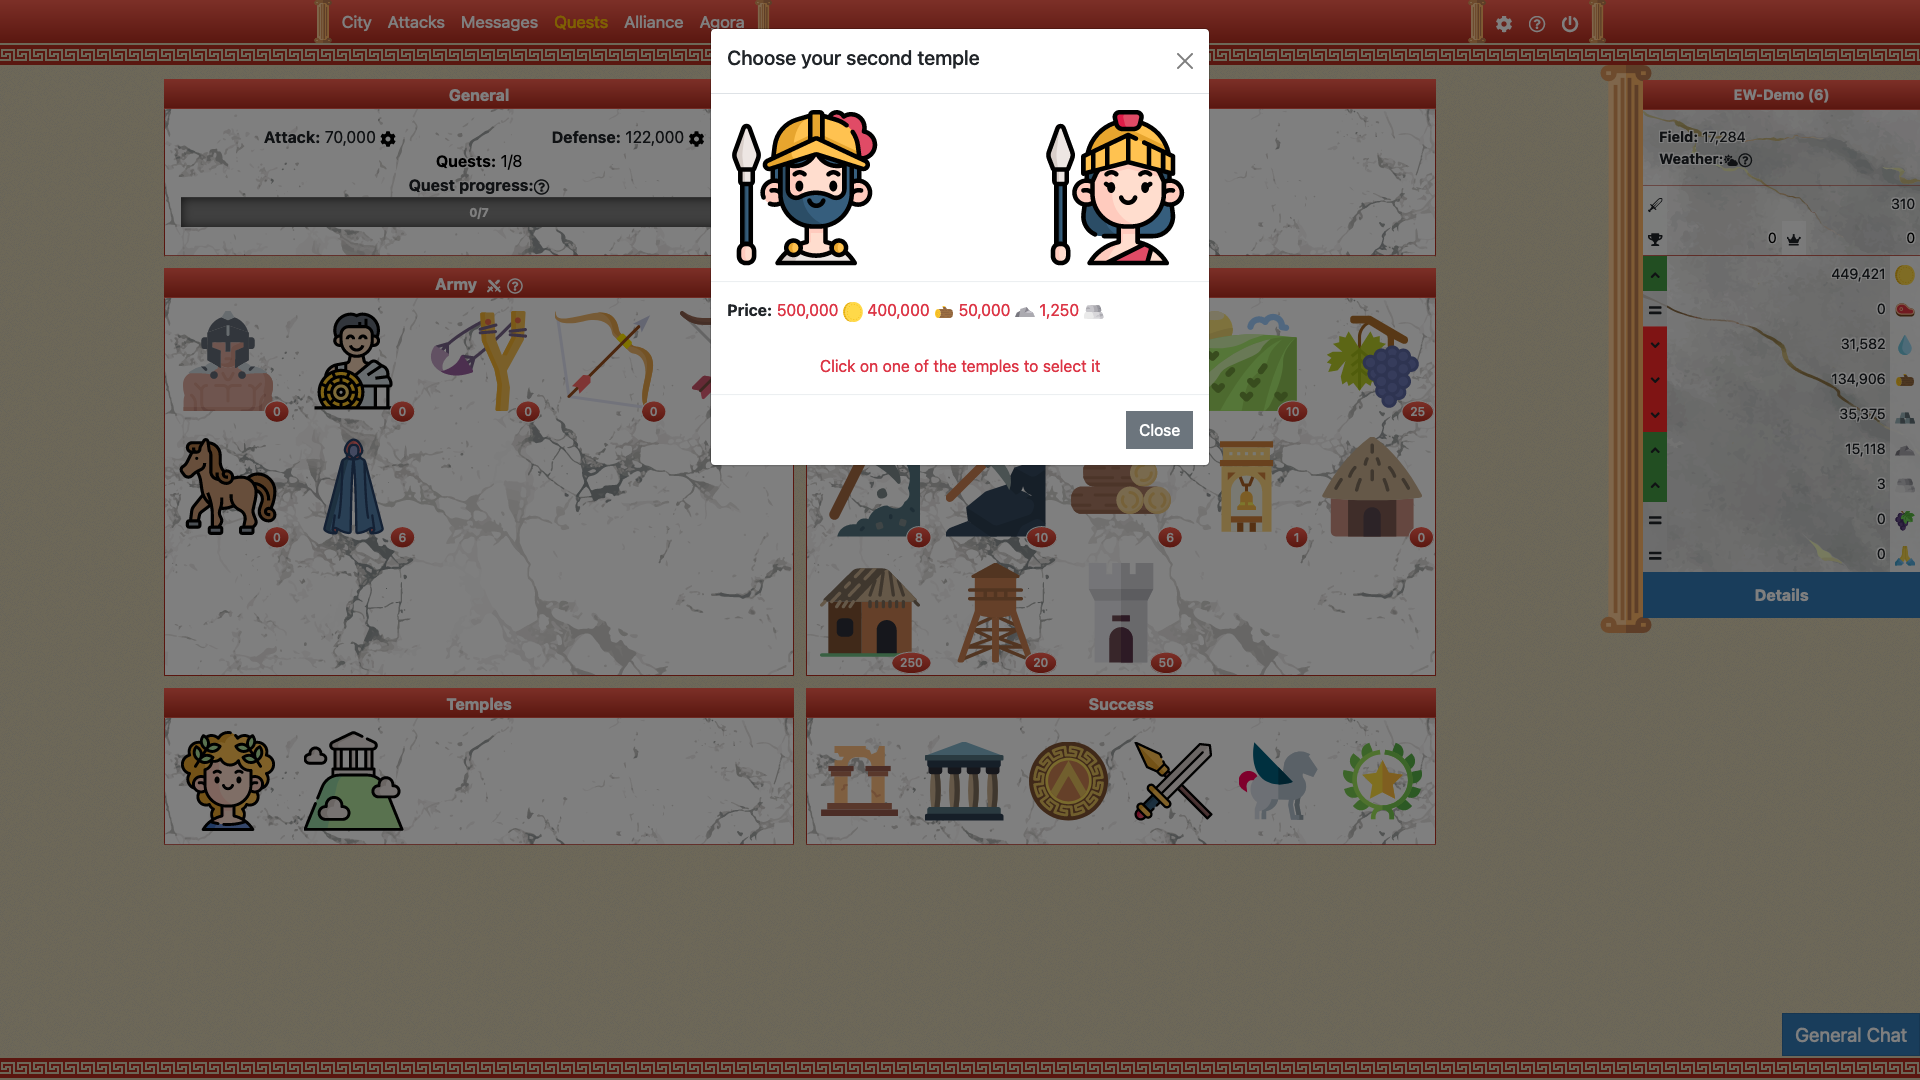 City Attacks Messages Quests Alliance Agora
Choose your second temple
Price: 500,000 400,000 50,000 1,250
Click on one of the temples to select it
Close
General
Attack: 70,000 Defense: 122,000
Quests: 1/8
Quest progress:
0/7
Army
0 0 0 0
0 6
10 25
8 10 6 1 0
250 20 50
Temples
Success
EW-Demo (6)
Field: 17,284
Weather:
310
0 0
449,421
0
31,582
134,906
35,375
15,118
3
0
0
Details
General Chat